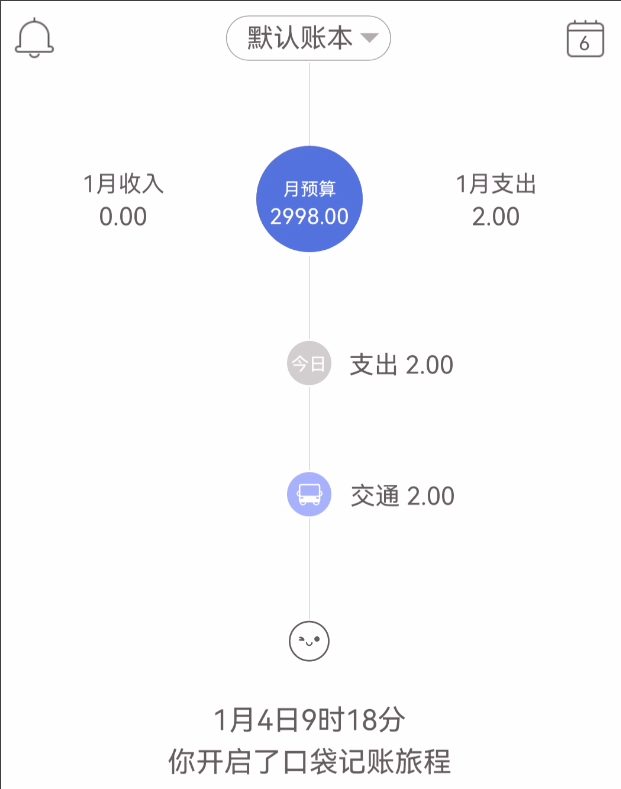 默认账本
6
1月收入
0.00
月预算
2998.00
1月支出
2.00
今日
支出 2.00
交通 2.00
1月4日9时18分
你开启了口袋记账旅程